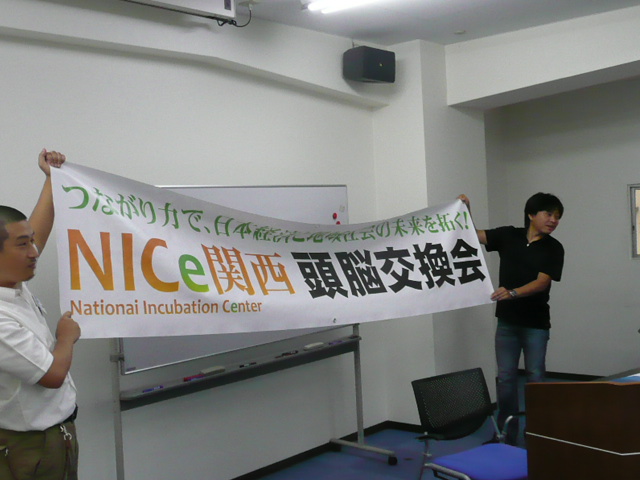 つながり力で、日本経済と地域社会の未来を拓く!
NICe関西 頭脳交換会
National Incubation Center